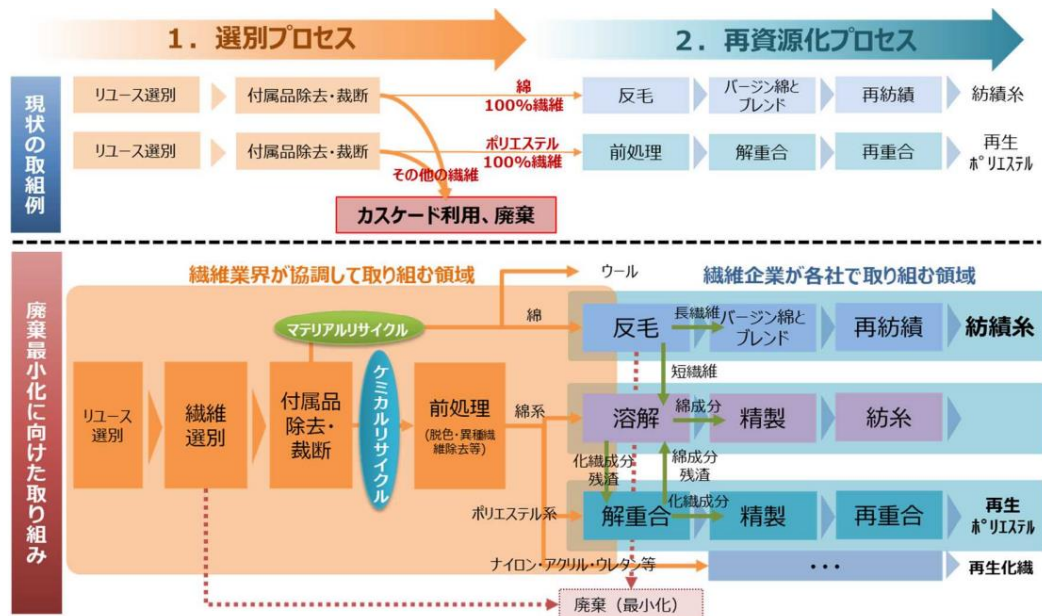 1．選別プロセス
2．再資源化プロセス
現状の取組例
リユース選別
付属品除去・裁断
綿
100％繊維
反毛
バージン綿と
ブレンド
再紡績
紡績糸
リユース選別
付属品除去・裁断
ポリエステル
100％繊維
前処理
解重合
再重合
再生
ポリエステル
その他の繊維
カスケード利用、廃棄
廃棄最小化に向けた取り組み
繊維業界が協調して取り組む領域
ウール
繊維企業が各社で取り組む領域
マテリアルリサイクル
綿
反毛
長繊維
バージン綿と
ブレンド
再紡績
紡績糸
短繊維
リユース
選別
繊維
選別
付属品
除去・
裁断
ケミカルリサイクル
前処理
(脱色・異種繊
維除去等)
綿系
溶解
綿成分
精製
紡糸
化繊成分
残渣
綿成分
残渣
ポリエステル系
解重合
化繊成分
精製
再重合
再生
ポリエステル
ナイロン・アクリル・ウレタン等
・・・
再生化繊
廃棄（最小化）